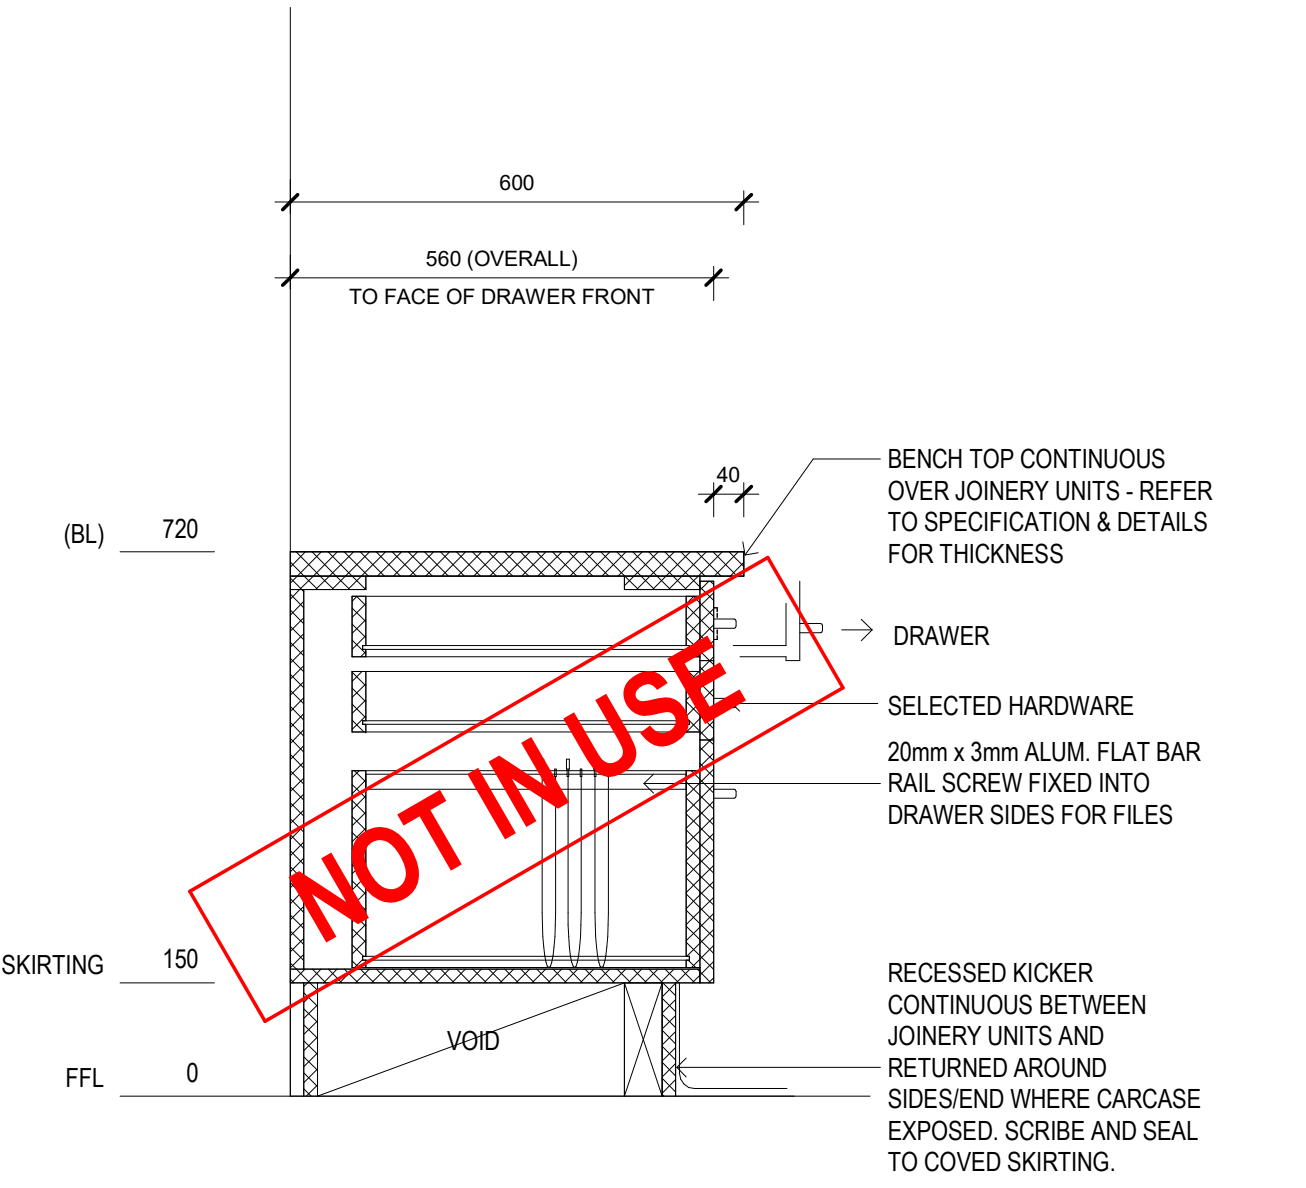 600
560 (OVERALL)
TO FACE OF DRAWER FRONT
40
BENCH TOP CONTINUOUS
OVER JOINERY UNITS - REFER
TO SPECIFICATION & DETAILS
FOR THICKNESS
(BL) 720
DRAWER
SELECTED HARDWARE
20mm x 3mm ALUM. FLAT BAR
RAIL SCREW FIXED INTO
DRAWER SIDES FOR FILES
NOT IN USE
SKIRTING 150
RECESSED KICKER
CONTINUOUS BETWEEN
JOINERY UNITS AND
RETURNED AROUND
SIDES/END WHERE CARCASE
EXPOSED. SCRIBE AND SEAL
TO COVED SKIRTING.
VOID
FFL 0